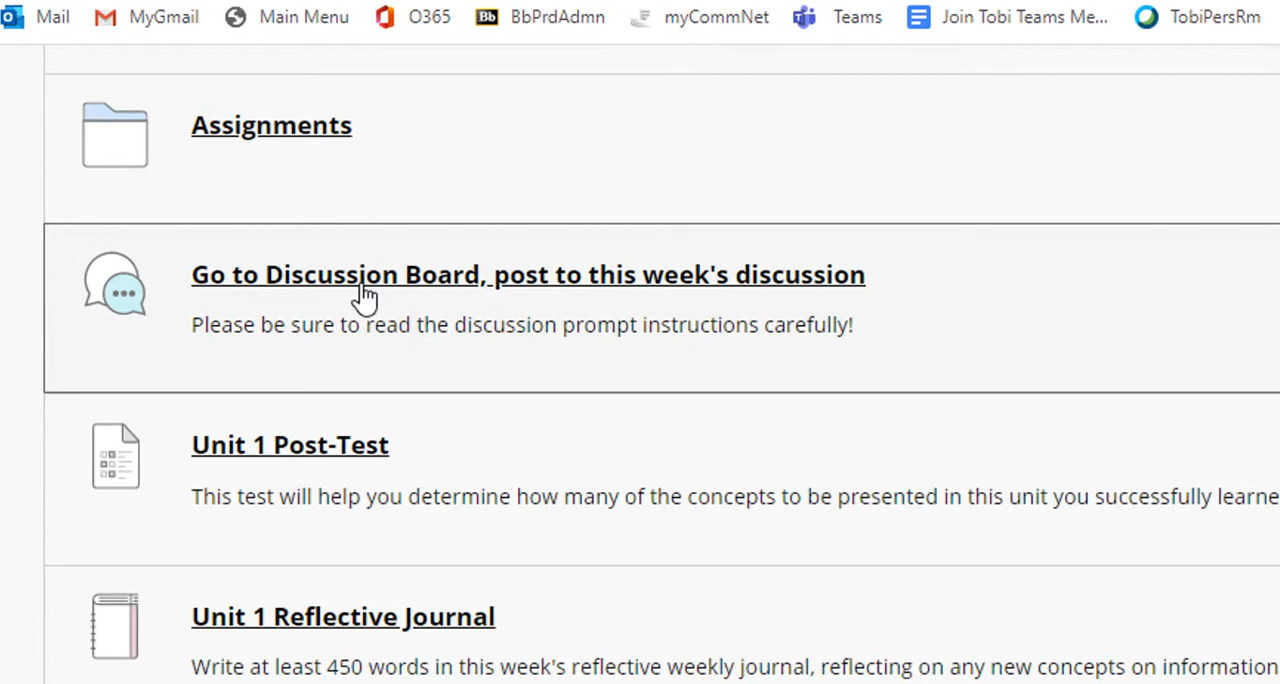 Mail MyGmail Main Menu O365 Bb BbPrdAdmn myCommNet Teams Join Tobi Teams Me... TobiPersRm
Assignments
Go to Discussion Board, post to this week's discussion
Please be sure to read the discussion prompt instructions carefully!
Unit 1 Post-Test
This test will help you determine how many of the concepts to be presented in this unit you successfully learne
Unit 1 Reflective Journal
Write at least 450 words in this week's reflective weekly journal, reflecting on any new concepts on information